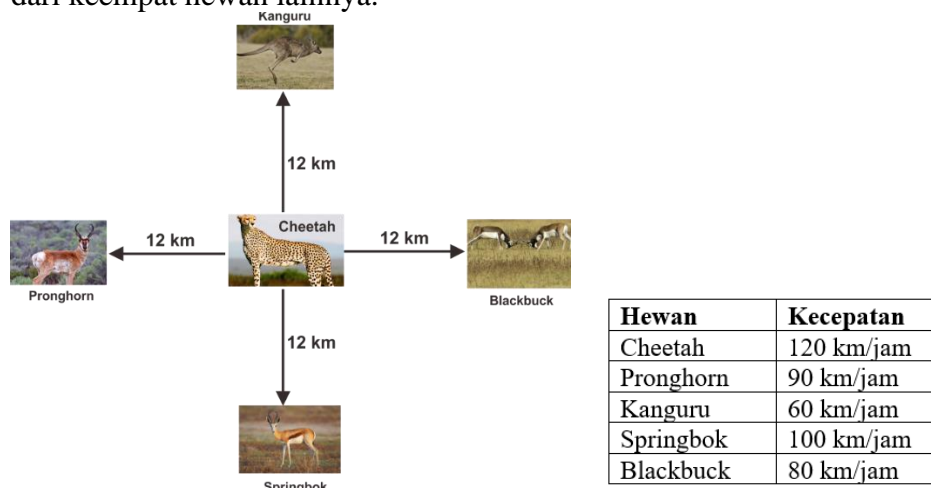 dari keempat hewan lainnya.
Kanguru
12 km
Cheetah
12 km
12 km
Pronghorn
Blackbuck
12 km
Springbok
Hewan Kecepatan
Cheetah 120 km/jam
Pronghorn 90 km/jam
Kanguru 60 km/jam
Springbok 100 km/jam
Blackbuck 80 km/jam